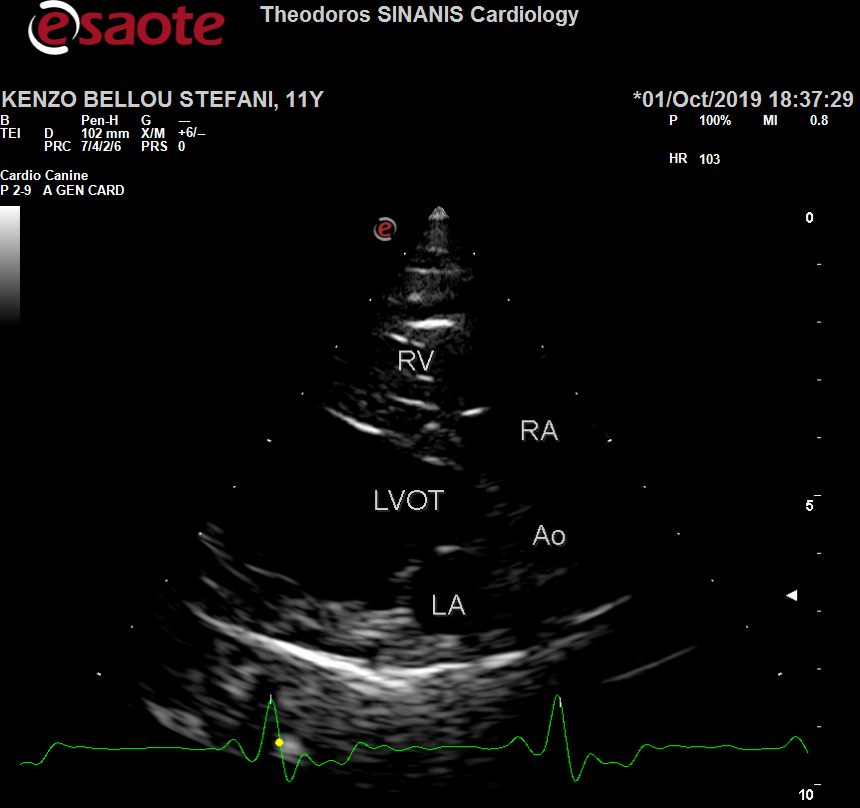 esaote
Theodoros SINANIS Cardiology
KENZO BELLOU STEFANI, 11Y
*01/Oct/2019 18:37:29
B Pen-H G ---
TEI D 102 mm X/M +6/--
PRC 7/4/2/6 PRS 0
P 100% MI 0.8
HR 103
Cardio Canine
P 2-9 A GEN CARD
e
0
RV
RA
LVOT
5
Ao
LA
10